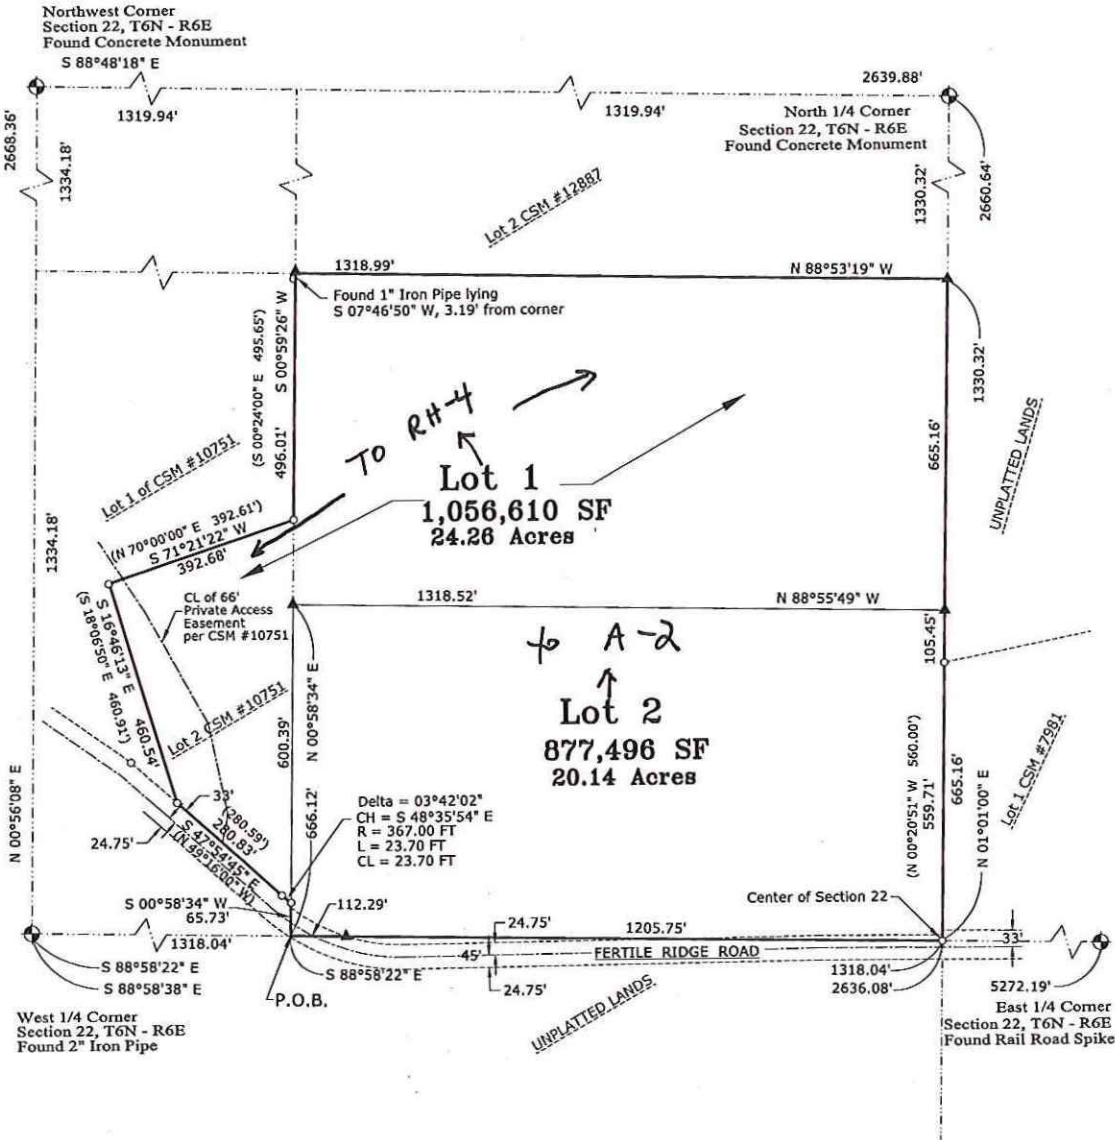 Northwest Corner
Section 22, T6N - R6E
Found Concrete Monument
S 88°48'18" E
2639.88'
1319.94'
1319.94'
North 1/4 Corner
Section 22, T6N - R6E
Found Concrete Monument
2668.36'
1334.18'
1330.32'
2660.64'
Lot 2 CSM #12887
1318.99'
N 88°53'19" W
Found 1" Iron Pipe lying
S 07°46'50" W, 3.19' from corner
(S 00°24'00" E 495.65')
S 00°59'26" W
496.01'
1330.32'
665.16'
UNPLATTED LANDS
TO RH-4
Lot 1
1,056,610 SF
24.26 Acres
Lot 1 of CSM #10751
(N 70°00'00" E 392.61')
S 71°21'22" W
392.68'
1334.18'
CL of 66'
Private Access
Easement
per CSM #10751
1318.52'
N 88°55'49" W
S 16°46'13" E 460.54'
(S 18°06'50" E 460.91')
to A-2
Lot 2
877,496 SF
20.14 Acres
105.45'
Lot 2 CSM #10751
600.39'
N 00°58'34" E
666.12'
N 00°56'08" E
33'
(280.59')
280.83'
S 47°54'45" E
(N 49°16'00" W)
24.75'
Delta = 03°42'02"
CH = S 48°35'54" E
R = 367.00 FT
L = 23.70 FT
CL = 23.70 FT
(N 00°20'51" W 560.00')
559.71'
665.16'
N 01°01'00" E
Lot 1 CSM #7981
S 00°58'34" W
65.73'
112.29'
Center of Section 22
24.75'
1205.75'
1318.04'
45'
FERTILE RIDGE ROAD
33'
S 88°58'22" E
S 88°58'38" E
S 88°58'22" E
24.75'
1318.04'
2636.08'
5272.19'
P.O.B.
UNPLATTED LANDS
West 1/4 Corner
Section 22, T6N - R6E
Found 2" Iron Pipe
East 1/4 Corner
Section 22, T6N - R6E
Found Rail Road Spike